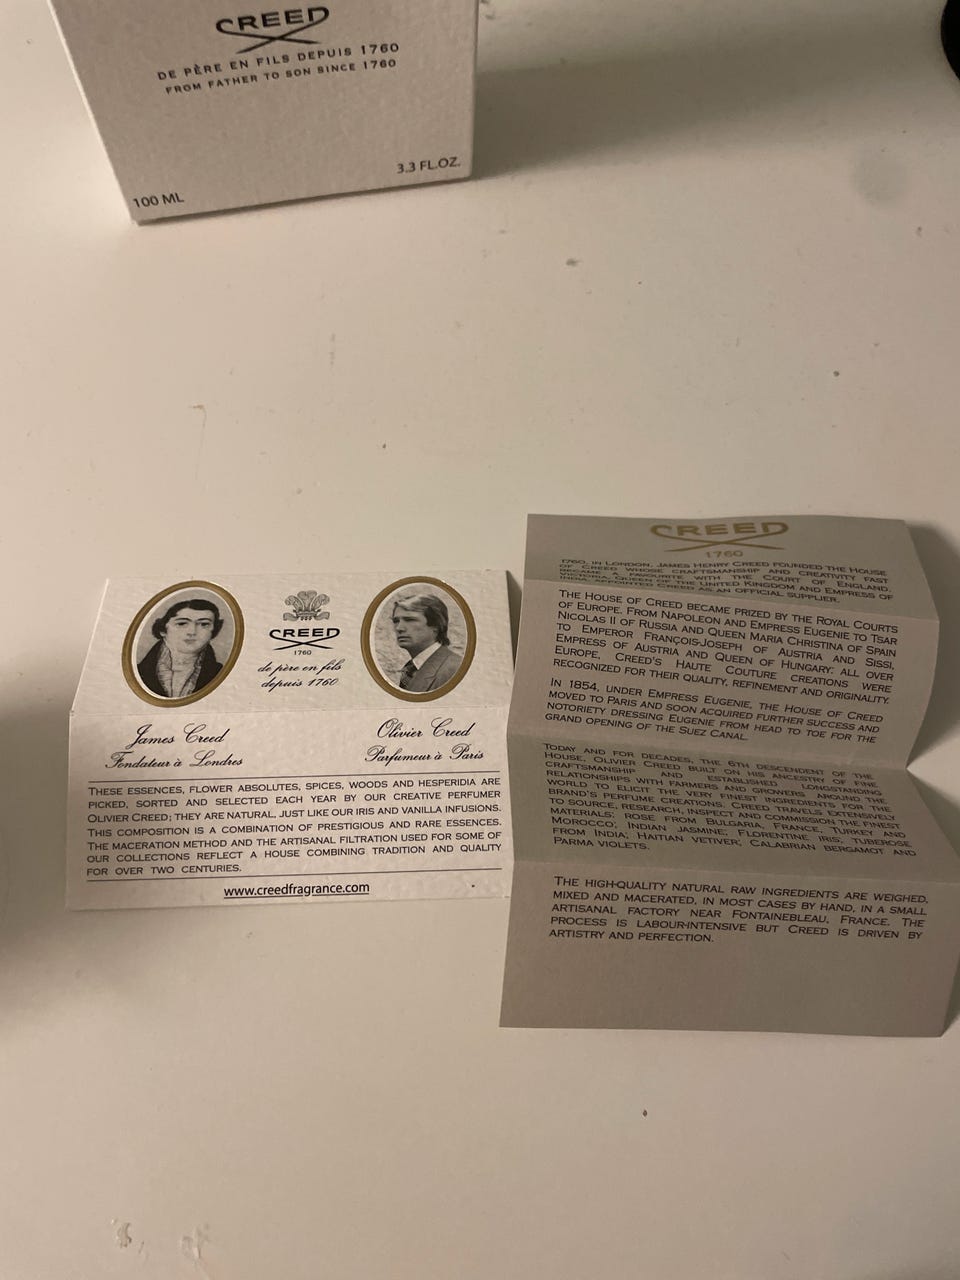 CREED
DE PÈRE EN FILS DEPUIS 1760
FROM FATHER TO SON SINCE 1760
100 ML
3.3 FL.OZ.
CREED
1760
de père en fils
depuis 1760
James Creed
Fondateur à Londres
Olivier Creed
Parfumeur à Paris
THESE ESSENCES, FLOWER ABSOLUTES, SPICES, WOODS AND HESPERIDIA ARE
PICKED, SORTED AND SELECTED EACH YEAR BY OUR CREATIVE PERFUMER
OLIVIER CREED; THEY ARE NATURAL, JUST LIKE OUR IRIS AND VANILLA INFUSIONS.
THIS COMPOSITION IS A COMBINATION OF PRESTIGIOUS AND RARE ESSENCES.
THE MACERATION METHOD AND THE ARTISANAL FILTRATION USED FOR SOME OF
OUR COLLECTIONS REFLECT A HOUSE COMBINING TRADITION AND QUALITY
FOR OVER TWO CENTURIES.
www.creedfragrance.com
CREED
1760
1760, IN LONDON, JAMES HENRY CREED FOUNDED THE HOUSE
OF CREED WHOSE CRAFTSMANSHIP AND CREATIVITY FAST
BECAME A FAVOURITE WITH THE COURT OF ENGLAND.
VICTORIA, QUEEN OF THE UNITED KINGDOM AND EMPRESS OF
INDIA, APPOINTED CREED AS AN OFFICIAL SUPPLIER.
THE HOUSE OF CREED BECAME PRIZED BY THE ROYAL COURTS
OF EUROPE. FROM NAPOLEON AND EMPRESS EUGENIE TO TSAR
NICOLAS II OF RUSSIA AND QUEEN MARIA CHRISTINA OF SPAIN
TO EMPEROR FRANÇOIS-JOSEPH OF AUSTRIA AND SISSI,
EMPRESS OF AUSTRIA AND QUEEN OF HUNGARY: ALL OVER
EUROPE, CREED'S HAUTE COUTURE CREATIONS WERE
RECOGNIZED FOR THEIR QUALITY, REFINEMENT AND ORIGINALITY.
IN 1854, UNDER EMPRESS EUGENIE, THE HOUSE OF CREED
MOVED TO PARIS AND SOON ACQUIRED FURTHER SUCCESS AND
NOTORIETY DRESSING EUGENIE FROM HEAD TO TOE FOR THE
GRAND OPENING OF THE SUEZ CANAL.
TODAY AND FOR DECADES, THE 6TH DESCENDENT OF THE
HOUSE, OLIVIER CREED BUILT ON HIS ANCESTRY OF FINE
CRAFTSMANSHIP AND ESTABLISHED LONGSTANDING
RELATIONSHIPS WITH FARMERS AND GROWERS AROUND THE
WORLD TO ELICIT THE VERY FINEST INGREDIENTS FOR THE
BRAND'S PERFUME CREATIONS. CREED TRAVELS EXTENSIVELY
TO SOURCE, RESEARCH, INSPECT AND COMMISSION THE FINEST
MATERIALS: ROSE FROM BULGARIA, FRANCE, TURKEY AND
MOROCCO; INDIAN JASMINE; FLORENTINE IRIS; TUBEROSE
FROM INDIA; HAITIAN VETIVER; CALABRIAN BERGAMOT AND
PARMA VIOLETS.
THE HIGH-QUALITY NATURAL RAW INGREDIENTS ARE WEIGHED,
MIXED AND MACERATED, IN MOST CASES BY HAND, IN A SMALL
ARTISANAL FACTORY NEAR FONTAINEBLEAU, FRANCE. THE
PROCESS IS LABOUR-INTENSIVE BUT CREED IS DRIVEN BY
ARTISTRY AND PERFECTION.